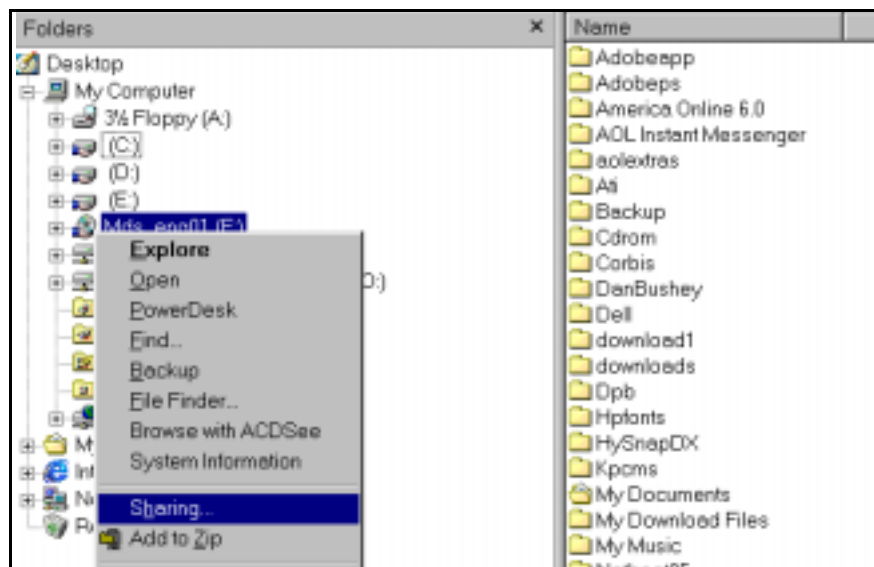 Folders
Desktop
My Computer
3½ Floppy (A:)
(C:)
(D:)
(E:)
Mds_eng01 (F:)
Explore
Open
PowerDesk
Find...
Backup
File Finder...
Browse with ACDSee
System Information
Sharing...
Add to Zip
Name
Adobeapp
Adobeps
America Online 6.0
AOL Instant Messenger
aolextras
Ati
Backup
Cdrom
Corbis
DanBushey
Dell
download1
downloads
Dpb
Hpfonts
HySnapDX
Kpcms
My Documents
My Download Files
My Music